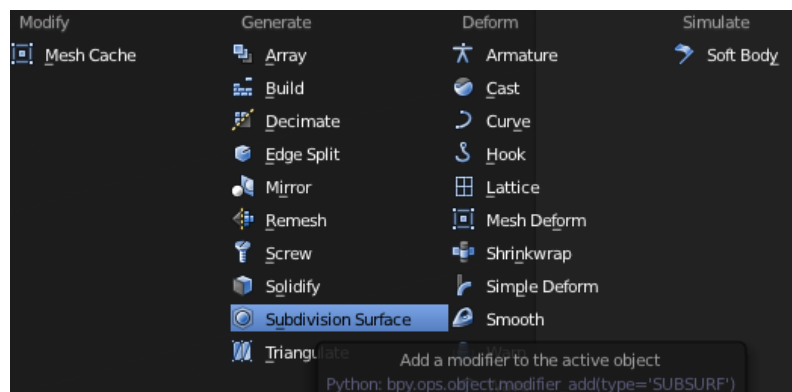 Modify Generate Deform Simulate
Mesh Cache Array Armature Soft Body
Build Cast
Decimate Curve
Edge Split Hook
Mirror Lattice
Remesh Mesh Deform
Screw Shrinkwrap
Solidify Simple Deform
Subdivision Surface Smooth
Triangulate Warp
Add a modifier to the active object
Python: bpy.ops.object.modifier_add(type='SUBSURF')